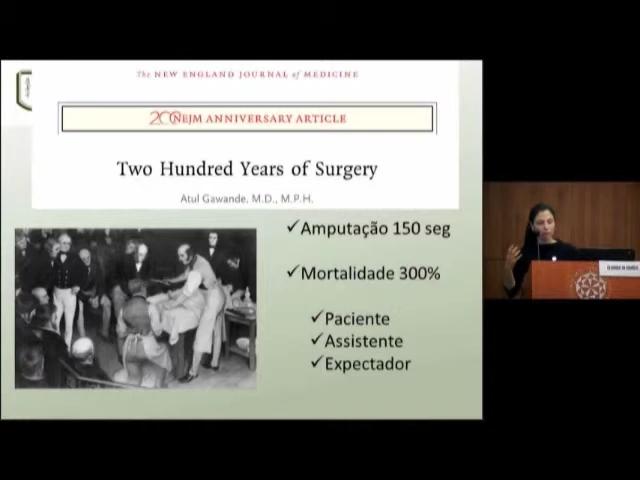 The NEW ENGLAND JOURNAL of MEDICINE
200 NEJM ANNIVERSARY ARTICLE
Two Hundred Years of Surgery
Atul Gawande, M.D., M.P.H.
✓Amputação 150 seg
✓Mortalidade 300%
✓Paciente
✓Assistente
✓Expectador